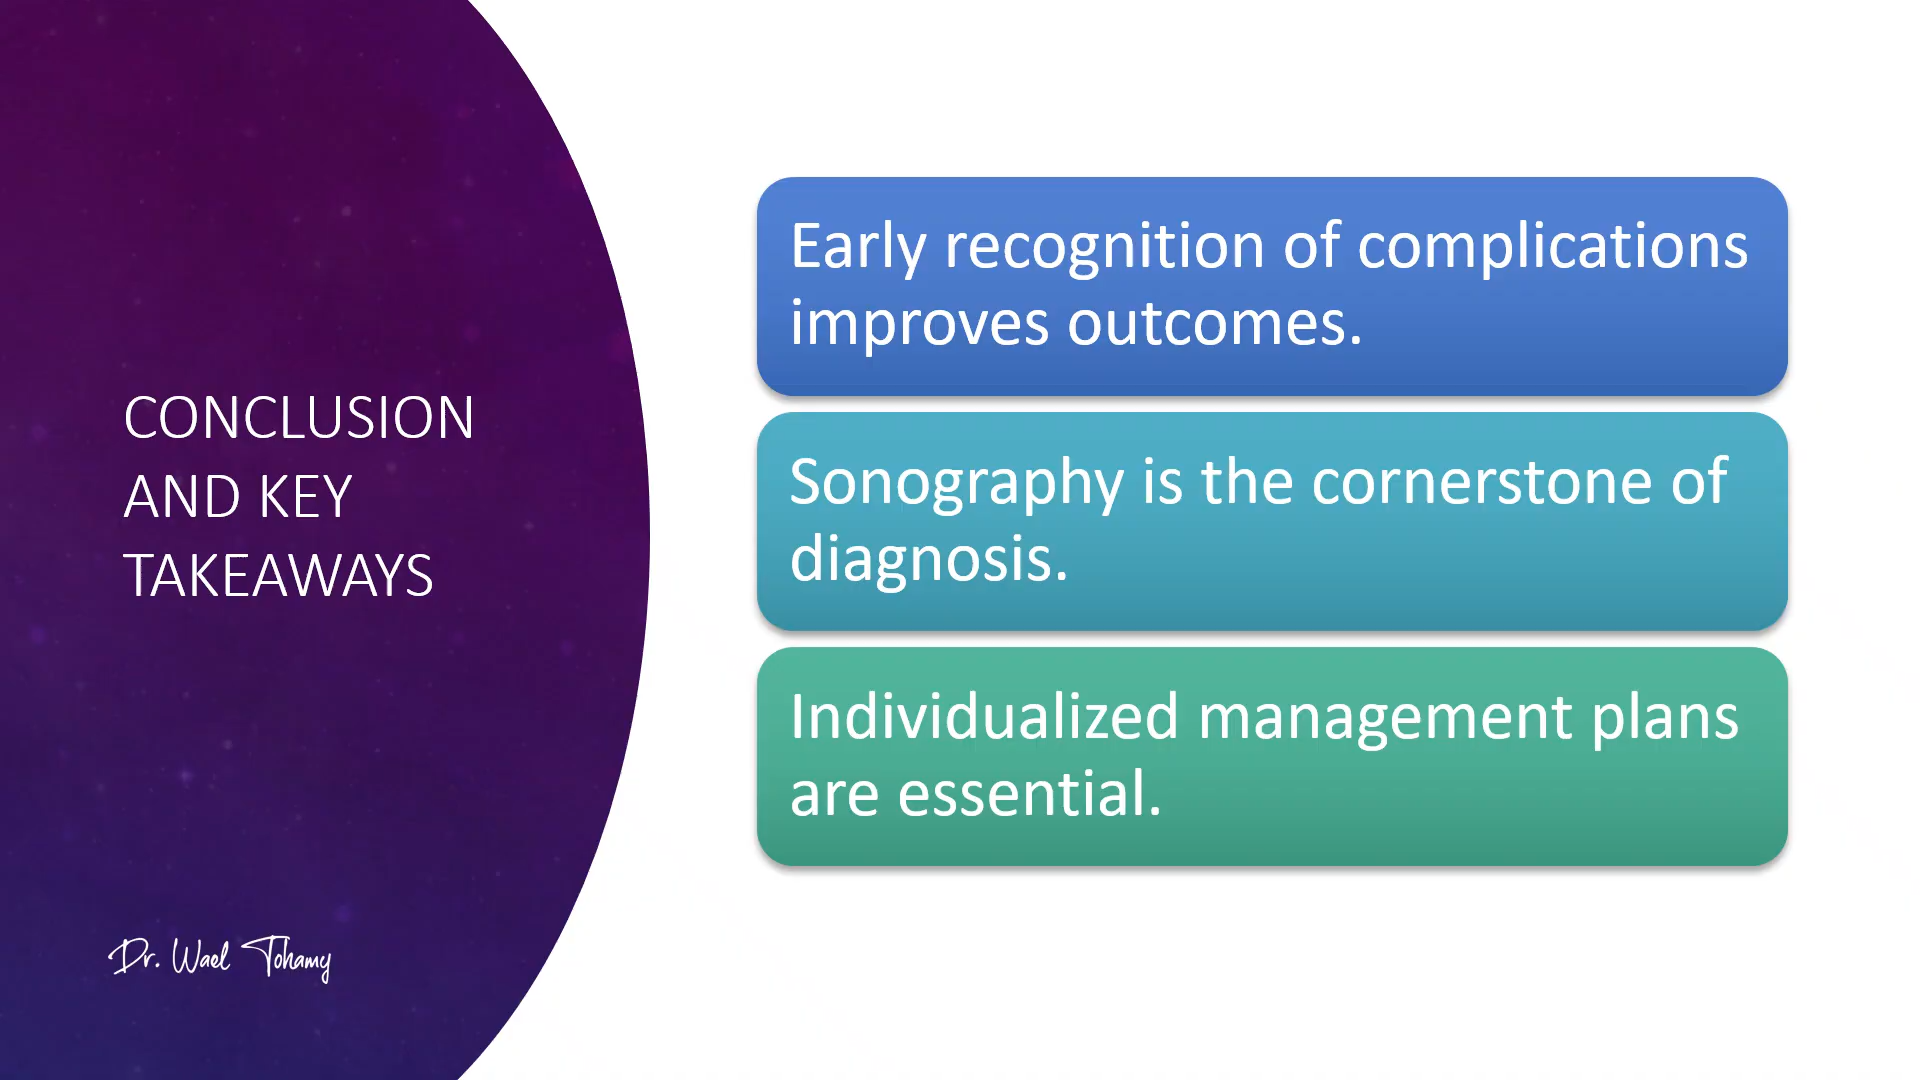 CONCLUSION
AND KEY
TAKEAWAYS
Dr. Wael Tohamy
Early recognition of complications
improves outcomes.
Sonography is the cornerstone of
diagnosis.
Individualized management plans
are essential.